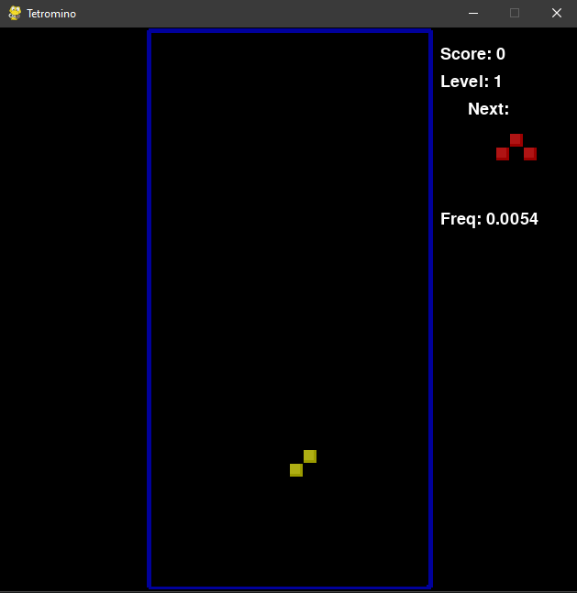 Tetromino
Score: 0
Level: 1
Next:
Freq: 0.0054